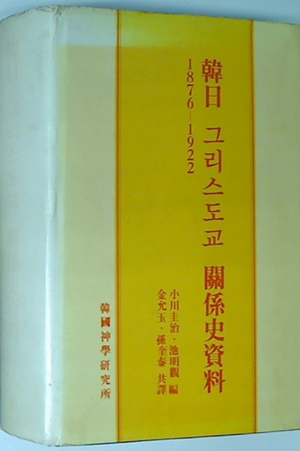 韓日 그리스도교 關係史資料
1876—1922
小川圭治·池明觀 編
金允玉·孫奎泰 共譯
韓國神學硏究所